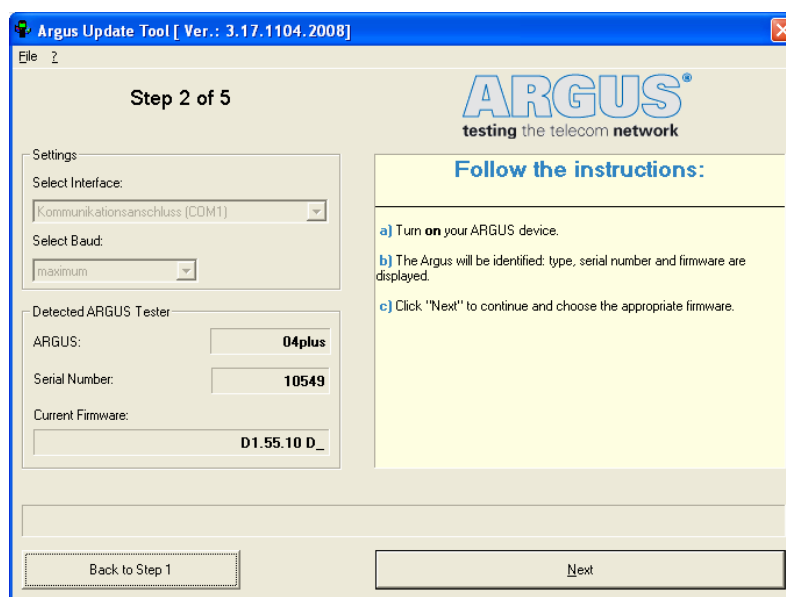 Argus Update Tool [ Ver.: 3.17.1104.2008]
File ?
Step 2 of 5
ARGUS®
testing the telecom network
Settings
Select Interface:
Kommunikationsanschluss (COM1)
Select Baud:
maximum
Detected ARGUS Tester
ARGUS:
04plus
Serial Number:
10549
Current Firmware:
D1.55.10 D_
Follow the instructions:
a) Turn on your ARGUS device.
b) The Argus will be identified: type, serial number and firmware are
displayed.
c) Click "Next" to continue and choose the appropriate firmware.
Back to Step 1
Next